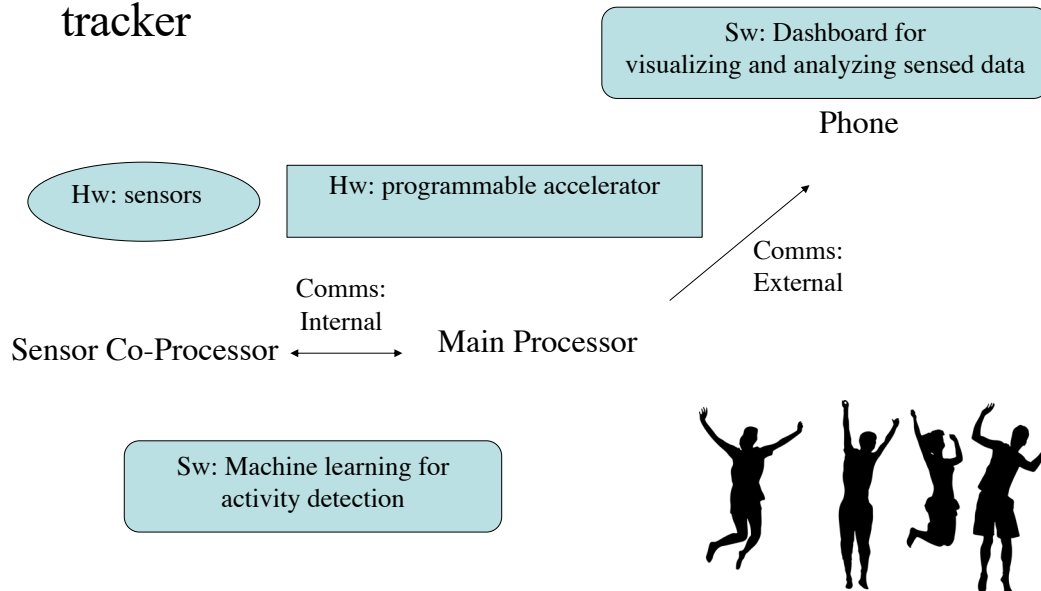 tracker
Sw: Dashboard for
visualizing and analyzing sensed data
Phone
Hw: sensors
Hw: programmable accelerator
Comms:
External
Comms:
Internal
Sensor Co-Processor
Main Processor
Sw: Machine learning for
activity detection